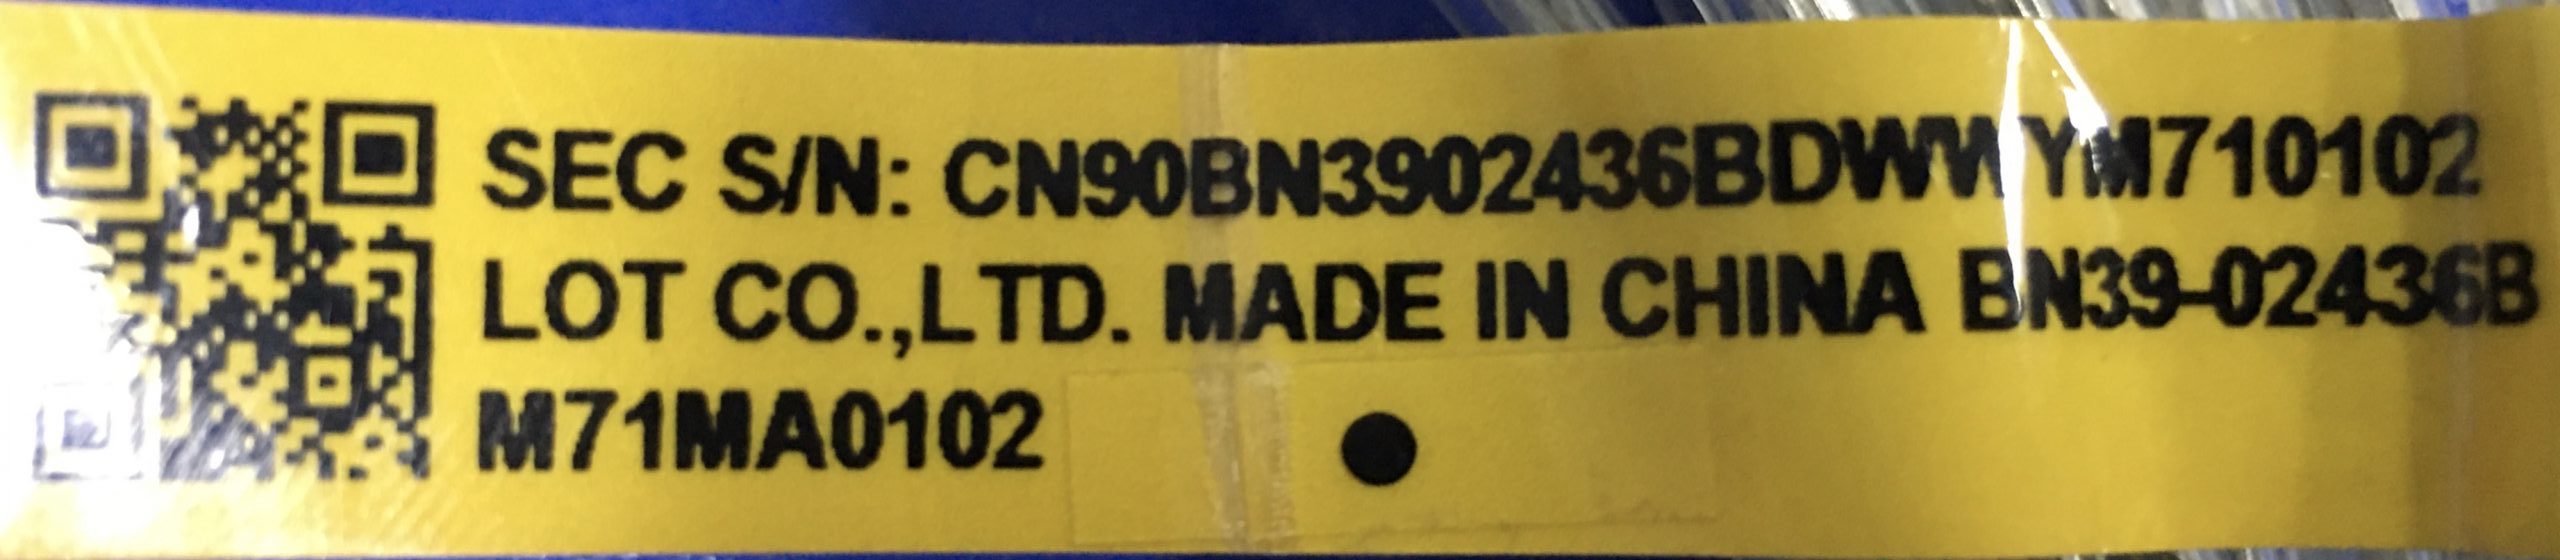 SEC S/N: CN90BN3902436BDWWYM710102
LOT CO.,LTD. MADE IN CHINA BN39-02436B
M71MA0102